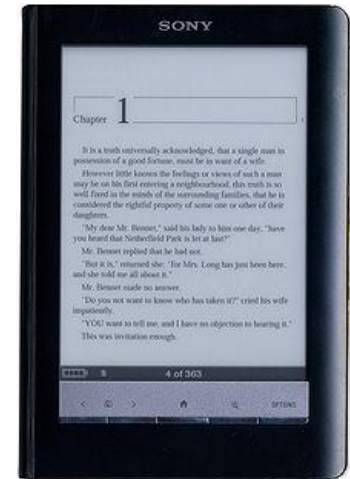 SONY
Chapter 1
It is a truth universally acknowledged, that a single man in
possession of a good fortune, must be in want of a wife.
However little known the feelings or views of such a man
may be on his first entering a neighbourhood, this truth is so
well fixed in the minds of the surrounding families, that he is
considered the rightful property of some one or other of their
daughters.
"My dear Mr. Bennet," said his lady to him one day, "have
you heard that Netherfield Park is let at last?"
Mr. Bennet replied that he had not.
"But it is," returned she; "for Mrs. Long has just been here,
and she told me all about it."
Mr. Bennet made no answer.
"Do you not want to know who has taken it?" cried his wife
impatiently.
"YOU want to tell me, and I have no objection to hearing it."
This was invitation enough.
4 of 363
OPTIONS